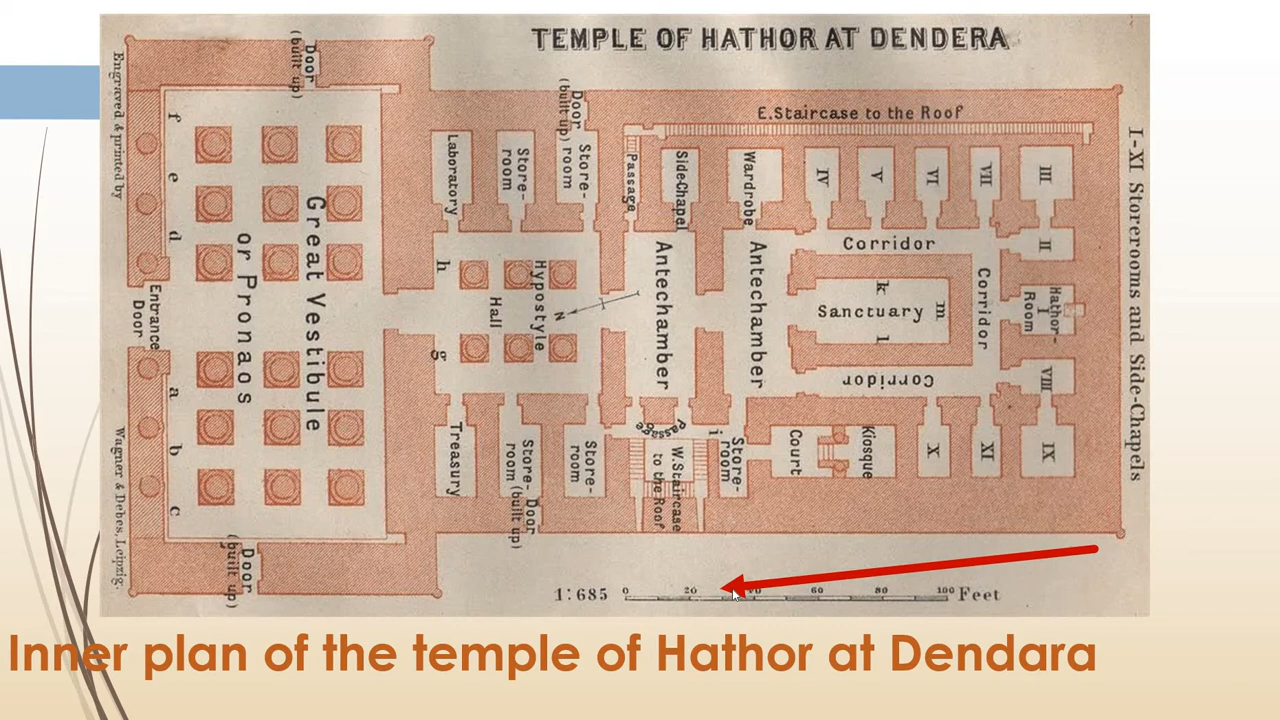 TEMPLE OF HATHOR AT DENDERA
Door
(built up)
Engraved & printed by
Wagner & Debes, Leipzig.
Door
(built up)
E.Staircase to the Roof
I-XI Storerooms and Side-Chapels
f
e
d
a
b
c
Great Vestibule
or Pronaos
Entrance
Door
Laboratory
Store-
room
Store-
room
Passage
SideChapel
Wardrobe
IV
V
VI
VII
III
II
h
Hypostyle
Hall
g
N
Antechamber
Antechamber
Corridor
Corridor
k
Sanctuary
m
l
Corridor
Hathor-
I
Room
VIII
Treasury
Store-
room
Door
(built up)
Store-
room
Passage
W.Staircase
to the Roof
i
Store-
room
Court
Kiosque
X
XI
IX
Door
(built up)
1:685
0 20 40 60 80 100 Feet
Inner plan of the temple of Hathor at Dendara